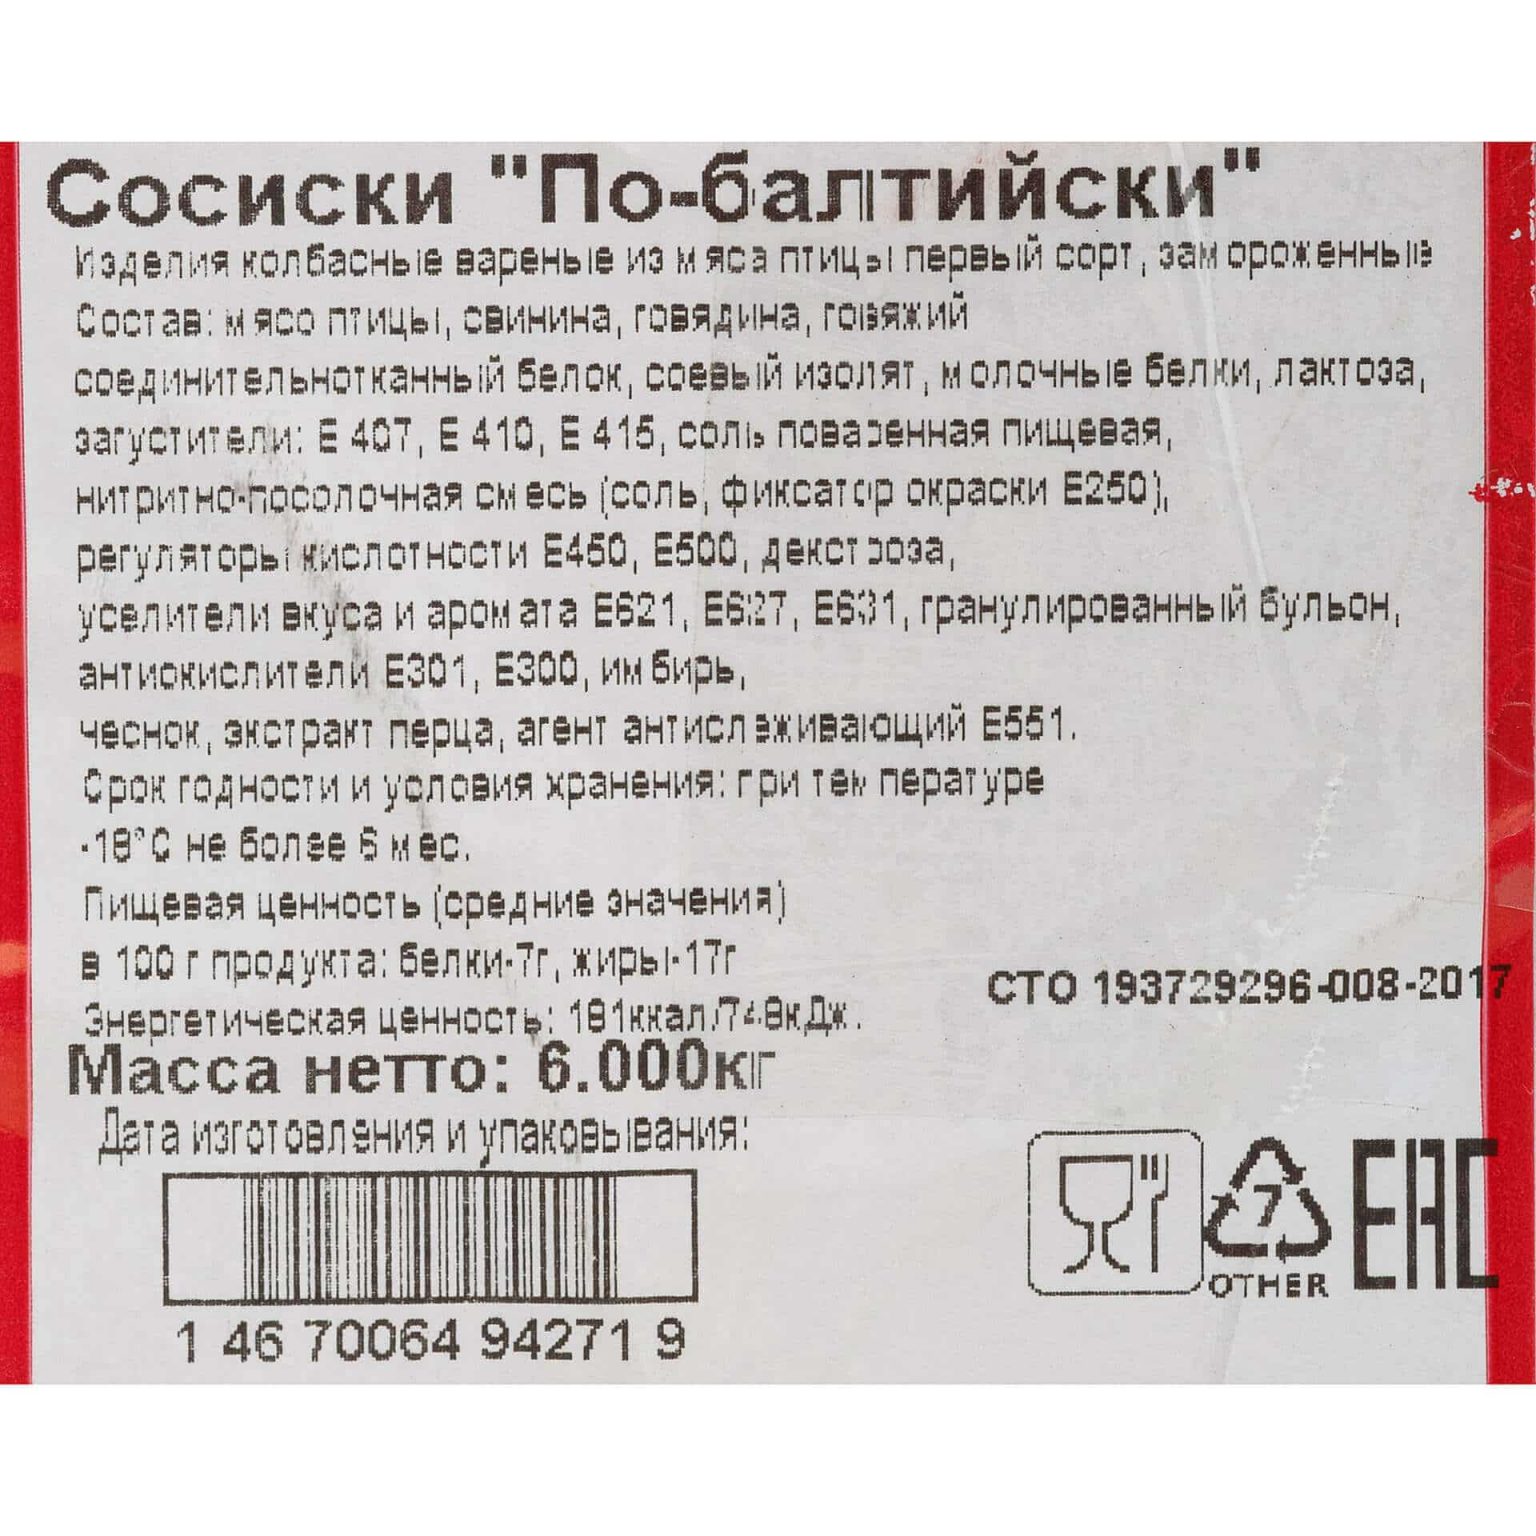 Сосиски "По-балтийски"
Изделия колбасные вареные из мяса птицы первый сорт, замороженные
Состав: мясо птицы, свинина, говядина, говяжий
соединительнотканный белок, соевый изолят, молочные белки, лактоза,
загустители: Е 407, Е 410, Е 415, соль поваренная пищевая,
нитритно-посолочная смесь (соль, фиксатор окраски Е250),
регуляторы кислотности Е450, Е500, декстроза,
уселители вкуса и аромата Е621, Е627, Е631, гранулированный бульон,
антиокислители Е301, Е300, имбирь,
чеснок, экстракт перца, агент антислеживающий Е551.
Срок годности и условия хранения: при температуре
-18°С не более 6 мес.
Пищевая ценность (средние значения)
в 100 г продукта: белки-7г, жиры-17г
Энергетическая ценность: 181ккал/748кДж.
СТО 193729296-008-2017
Масса нетто: 6.000кг
Дата изготовления и упаковывания:
7
OTHER
ЕАС
1 46 70064 94271 9